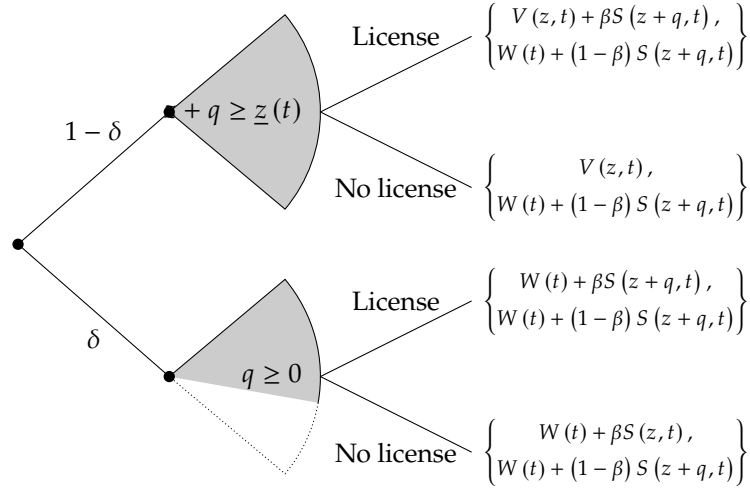 License
{ V (z, t) + βS (z + q, t) ,
W (t) + (1 − β) S (z + q, t) }
1 − δ
+ q ≥ z̲ (t)
No license
{ V (z, t) ,
W (t) + (1 − β) S (z + q, t) }
δ
q ≥ 0
License
{ W (t) + βS (z + q, t) ,
W (t) + (1 − β) S (z + q, t) }
No license
{ W (t) + βS (z, t) ,
W (t) + (1 − β) S (z + q, t) }